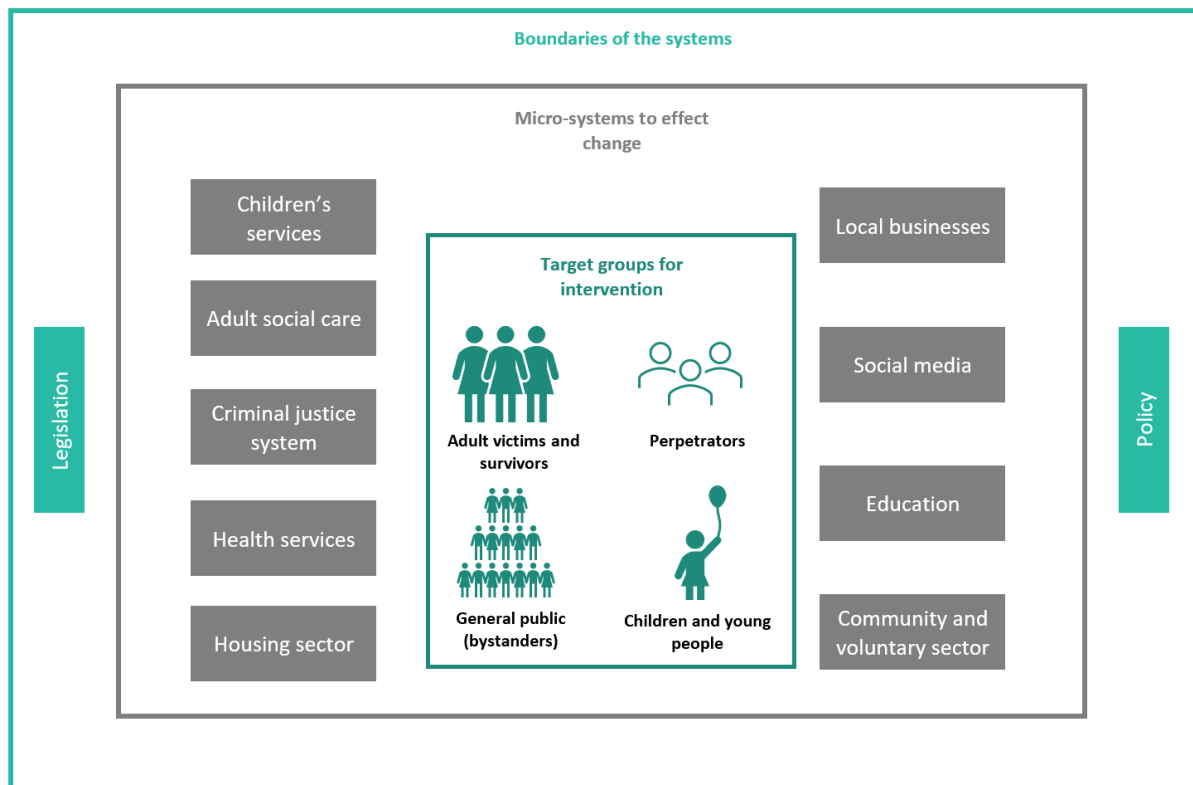 Boundaries of the systems
Micro-systems to effect
change
Children’s
services
Adult social care
Criminal justice
system
Health services
Housing sector
Legislation
Target groups for
intervention
Adult victims and
survivors
Perpetrators
General public
(bystanders)
Children and young
people
Local businesses
Social media
Education
Community and
voluntary sector
Policy